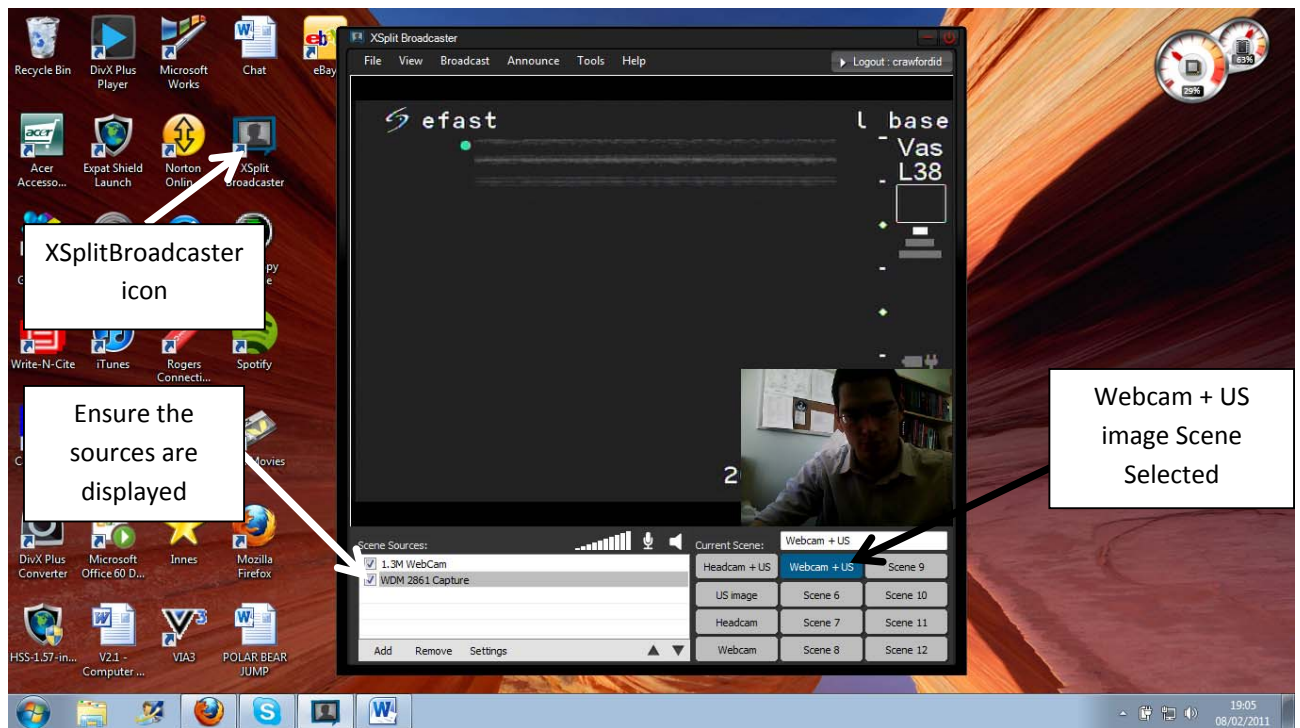 Recycle Bin
DivX Plus
Player
Microsoft
Works
Chat
eBay
Acer
Accesso...
Expat Shield
Launch
Norton
XSplit
Broadcaster
XSplitBroadcaster
icon
Write-N-Cite
iTunes
Rogers
Connecti...
Spotify
Ensure the
sources are
displayed
DivX Plus
Converter
Microsoft
Office 60 D...
Innes
Mozilla
Firefox
HSS-1.57-in...
V2.1 -
Computer ...
VIA3
POLAR BEAR
JUMP
XSplit Broadcaster
File View Broadcast Announce Tools Help
Logout : crawfordid
efast
L base
Vas
L38
Scene Sources:
1.3M WebCam
WDM 2861 Capture
Add Remove Settings
Current Scene: Webcam + US
Headcam + US Webcam + US Scene 9
US image Scene 6 Scene 10
Headcam Scene 7 Scene 11
Webcam Scene 8 Scene 12
29%
63%
Webcam + US
image Scene
Selected
19:05
08/02/2011